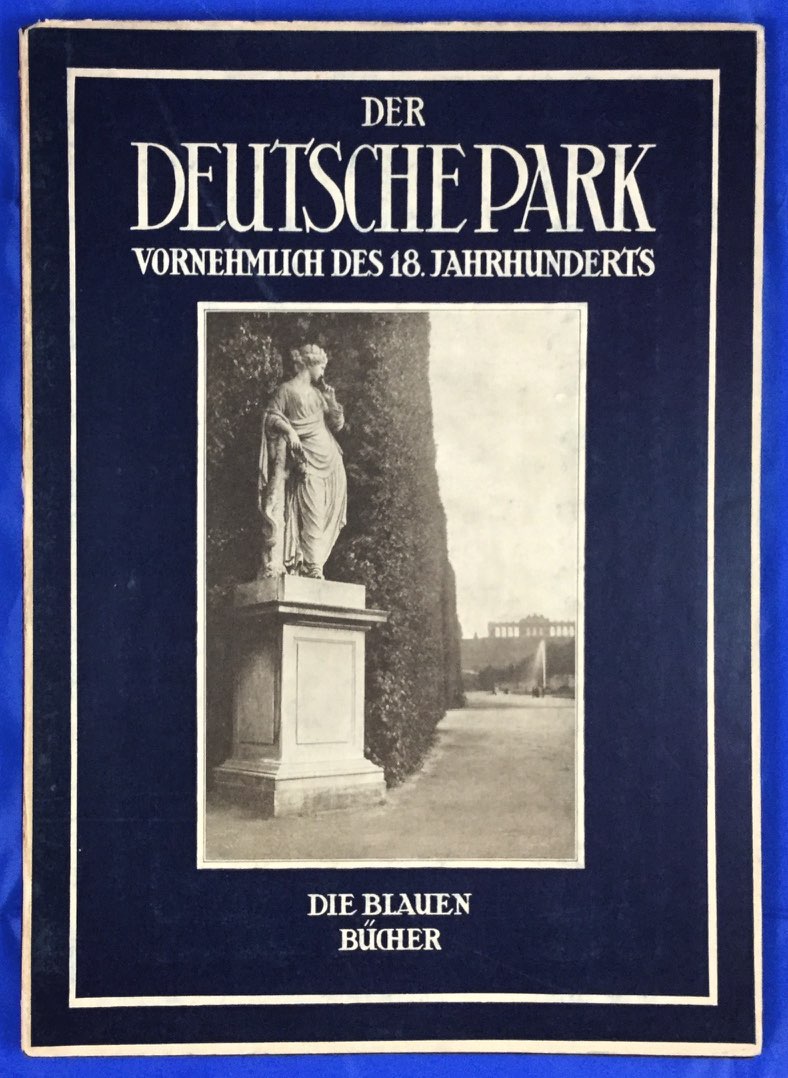 DER
DEUTSCHE PARK
VORNEHMLICH DES 18. JAHRHUNDERTS
DIE BLAUEN
BÜCHER